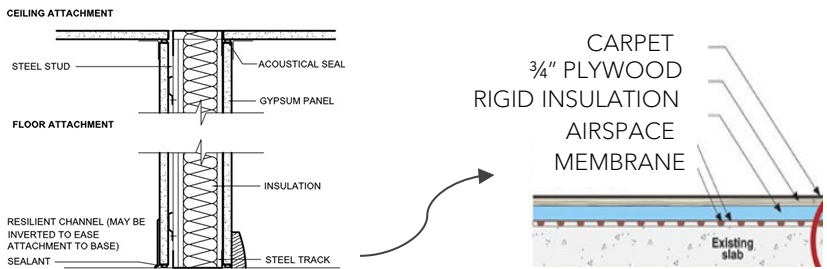 CEILING ATTACHMENT
STEEL STUD
ACOUSTICAL SEAL
GYPSUM PANEL
FLOOR ATTACHMENT
INSULATION
RESILIENT CHANNEL (MAY BE
INVERTED TO EASE
ATTACHMENT TO BASE)
SEALANT
STEEL TRACK
CARPET
¾" PLYWOOD
RIGID INSULATION
AIRSPACE
MEMBRANE
Existing
slab